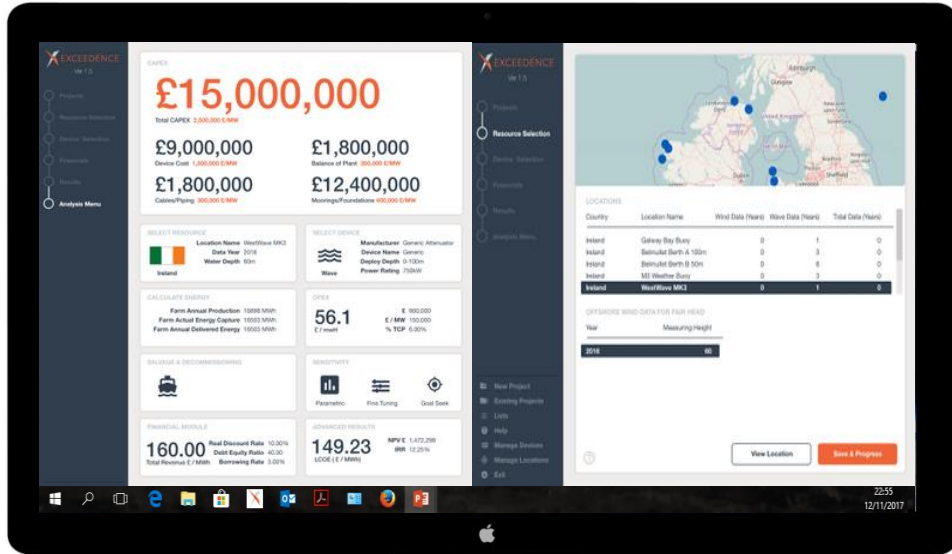 EXCEEDENCE
Ver 1.5
Projects
Resource Selection
Device Selection
Financials
Results
Analysis Menu
CAPEX
£15,000,000
Total CAPEX 2,500,000 £/MW
£9,000,000
Device Cost 1,500,000 £/MW
£1,800,000
Balance of Plant 300,000 £/MW
£1,800,000
Cables/Piping 300,000 £/MW
£12,400,000
Moorings/Foundations 400,000 £/MW
SELECT RESOURCE
Ireland
Location Name WestWave MK3
Data Year 2016
Water Depth 60m
SELECT DEVICE
Wave
Manufacturer Generic Attenuator
Device Name Generic
Deploy Depth 0-100m
Power Rating 750kW
CALCULATE ENERGY
Farm Annual Production
Farm Actual Energy Capture
Farm Annual Delivered Energy
OPEX
56.1
£ / mwH
£ 900,000
£ / MW 150,000
% TCP 6.00%
SALVAGE & DECOMMISSIONING
SENSITIVITY
Parametric
Fine Tuning
Goal Seek
FINANCIAL MODULE
160.00
Total Revenue £ / MWh
Real Discount Rate 10.00%
Debt Equity Ratio 40.00
Borrowing Rate 3.00%
ADVANCED RESULTS
149.23
LCOE ( £ / MWh)
NPV £ 1,472,298
IRR 12.25%
EXCEEDENCE
Ver 1.5
Projects
Resource Selection
Device Selection
Financials
Results
Analysis Menu
New Project
Existing Projects
Lists
Help
Manage Devices
Manage Locations
Exit
Edinburgh
Glasgow
Dublin
Sheffield
LOCATIONS
Country Location Name Wind Data (Years) Wave Data (Years) Total Data (Years)
Ireland Galway Bay Buoy 0 1 0
Ireland Belmullet Berth A 100m 0 3 0
Ireland Belmullet Berth B 50m 0 6 0
Ireland M3 Weather Buoy 0 3 0
Ireland WestWave MK3 0 1 0
OFFSHORE WIND DATA FOR FAIR HEAD
Year Measuring Height
2016 60
View Location
Save & Progress
22:55
12/11/2017